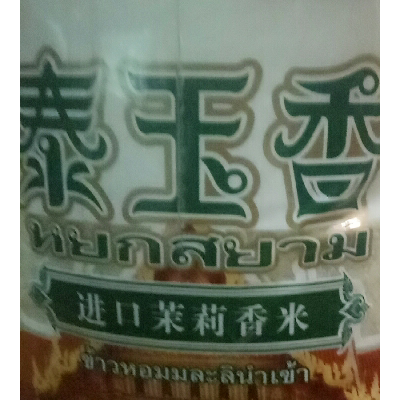 泰玉香
หยกสยาม
进口茉莉香米
ข้าวหอมมะลินำเข้า